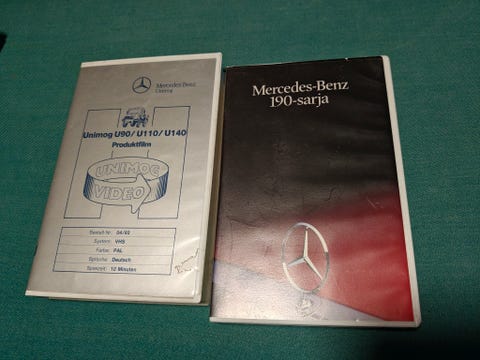 Mercedes-Benz
Unimog
Unimog U90/U110/U140
Produktfilm
UNIMOG
VIDEO
Bestell-Nr. 04/92
System: VHS
Farbe: PAL
Sprache: Deutsch
Spielzeit: 12 Minuten
Mercedes-Benz
190-sarja